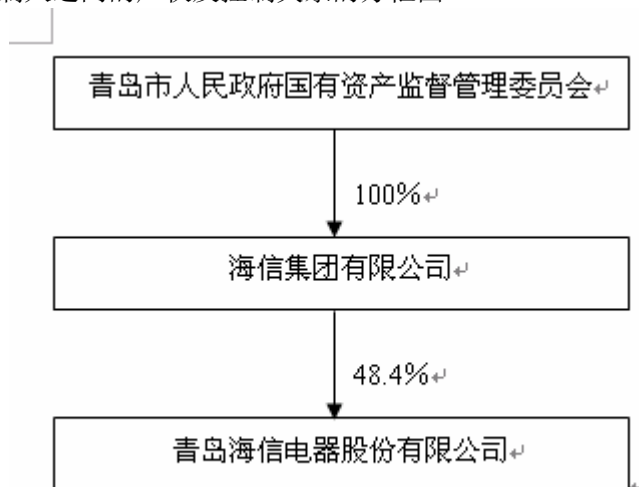 青岛市人民政府国有资产监督管理委员会
100%
海信集团有限公司
48.4%
青岛海信电器股份有限公司